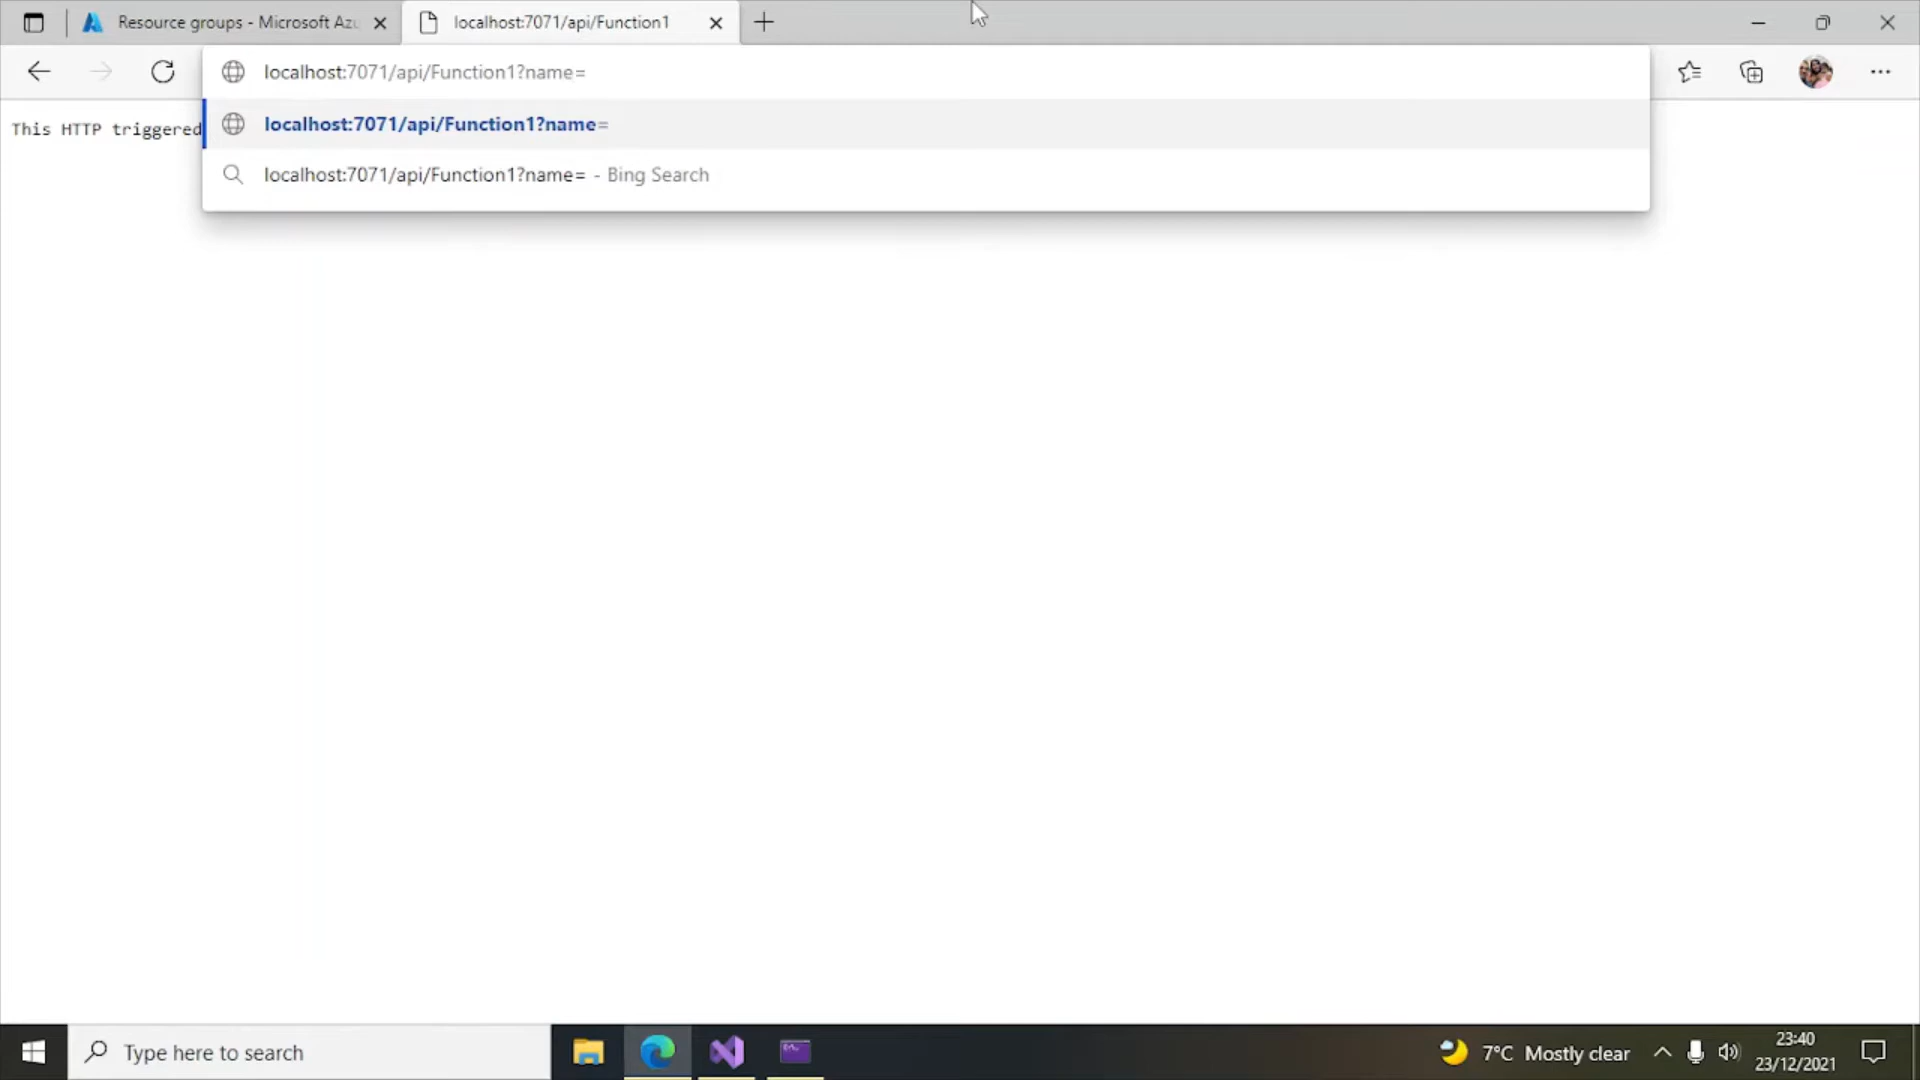 Resource groups - Microsoft Azu
localhost:7071/api/Function1
localhost:7071/api/Function1?name=
This HTTP triggered
localhost:7071/api/Function1?name=
localhost:7071/api/Function1?name= - Bing Search
Type here to search
7°C Mostly clear
23:40
23/12/2021